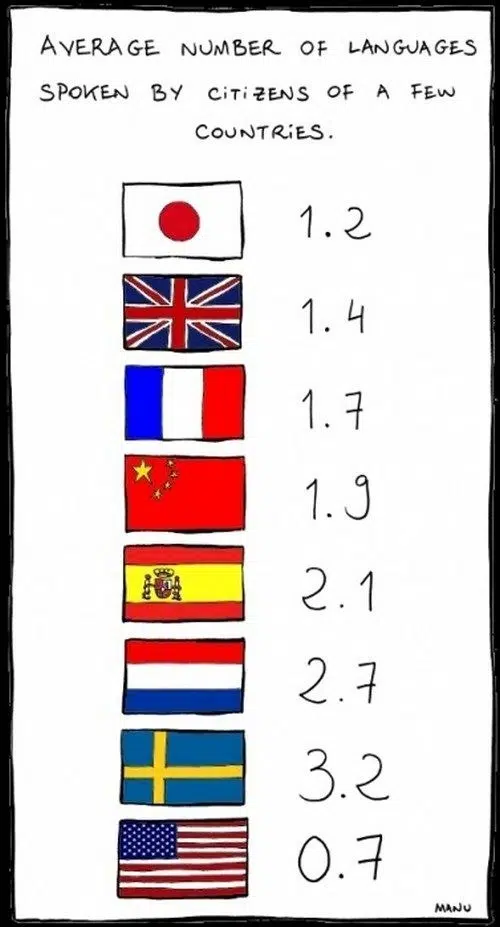 AVERAGE NUMBER OF LANGUAGES
SPOKEN BY CITIZENS OF A FEW
COUNTRIES.
1.2
1.4
1.7
1.9
2.1
2.7
3.2
0.7
MANU